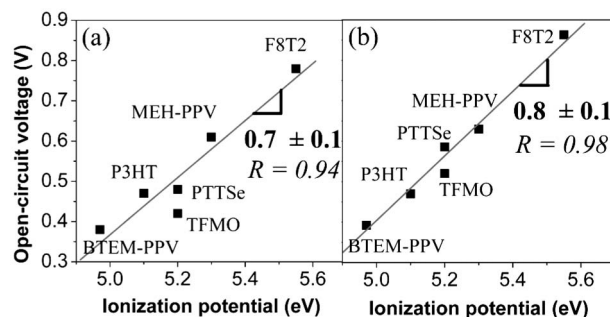 (a)
F8T2
MEH-PPV
0.7 ± 0.1
R = 0.94
P3HT
PTTSe
TFMO
BTEM-PPV
0.9
0.8
0.7
0.6
0.5
0.4
0.3
5.0 5.2 5.4 5.6
Open-circuit voltage (V)
Ionization potential (eV)
(b)
F8T2
MEH-PPV
0.8 ± 0.1
R = 0.98
PTTSe
P3HT
TFMO
BTEM-PPV
5.0 5.2 5.4 5.6
Ionization potential (eV)